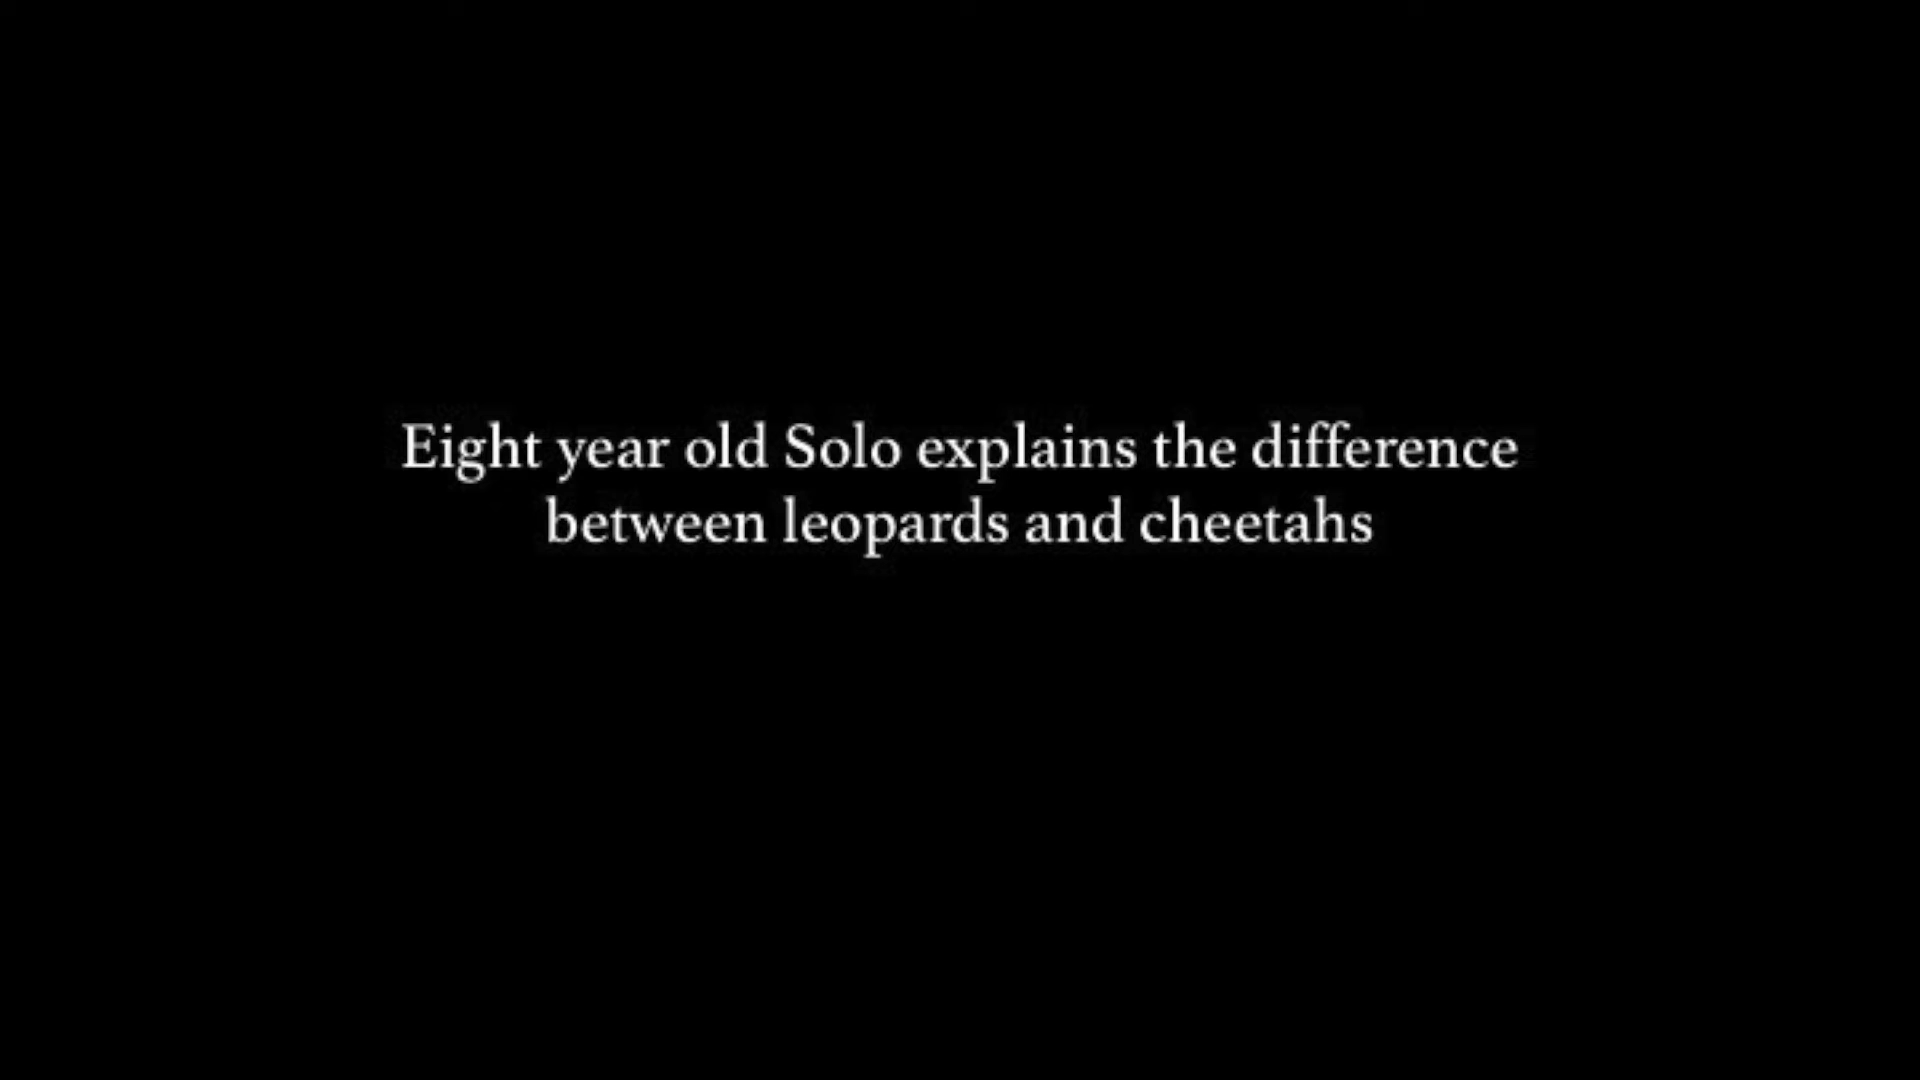 Eight year old Solo explains the difference
between leopards and cheetahs